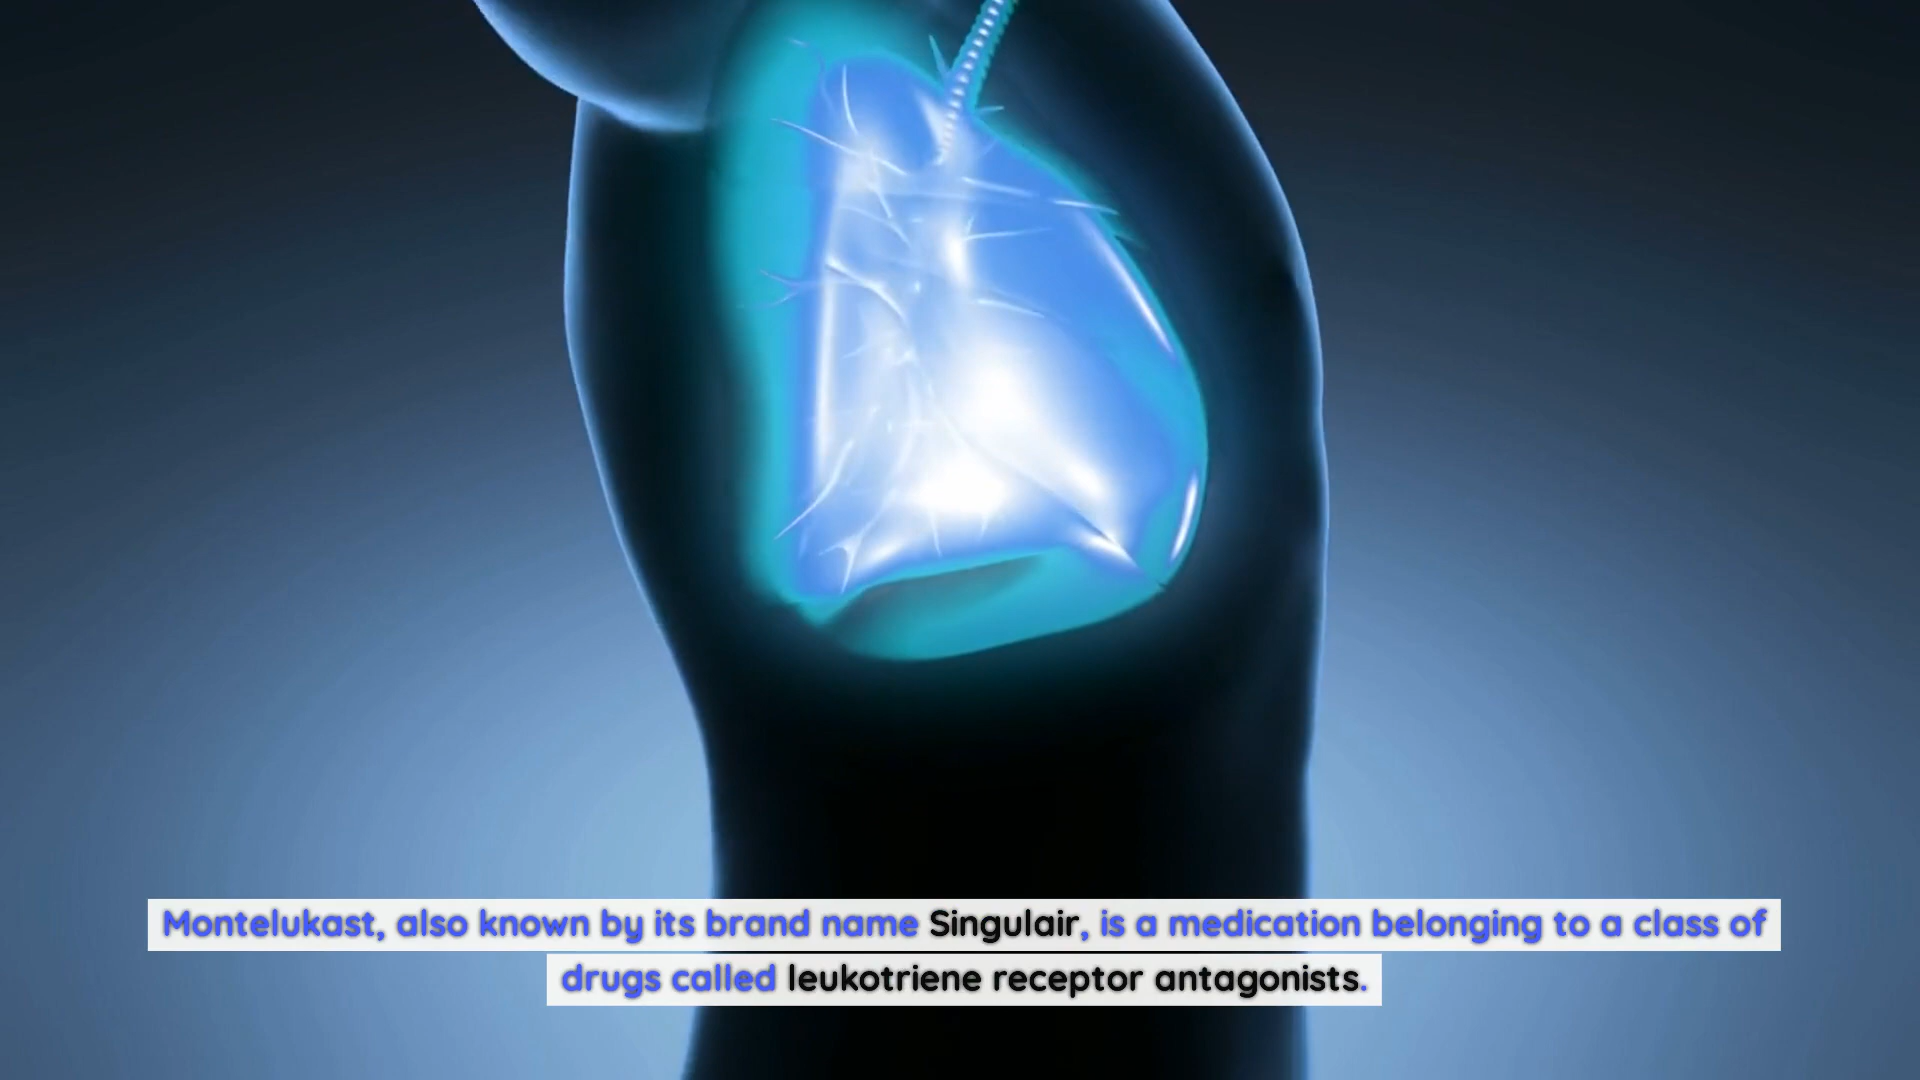 Montelukast, also known by its brand name Singulair, is a medication belonging to a class of
drugs called leukotriene receptor antagonists.